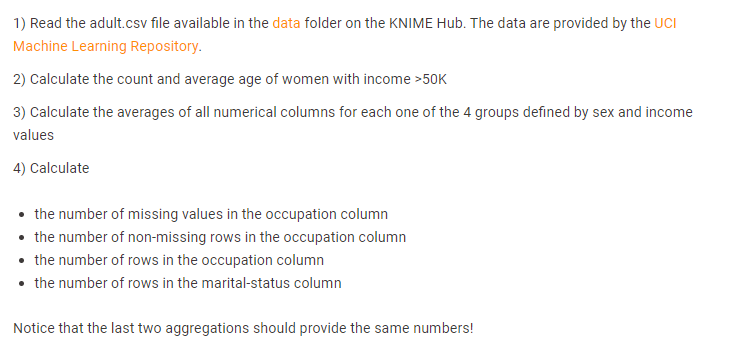 1) Read the adult.csv file available in the data folder on the KNIME Hub. The data are provided by the UCI
Machine Learning Repository.
2) Calculate the count and average age of women with income >50K
3) Calculate the averages of all numerical columns for each one of the 4 groups defined by sex and income
values
4) Calculate
• the number of missing values in the occupation column
• the number of non-missing rows in the occupation column
• the number of rows in the occupation column
• the number of rows in the marital-status column
Notice that the last two aggregations should provide the same numbers!